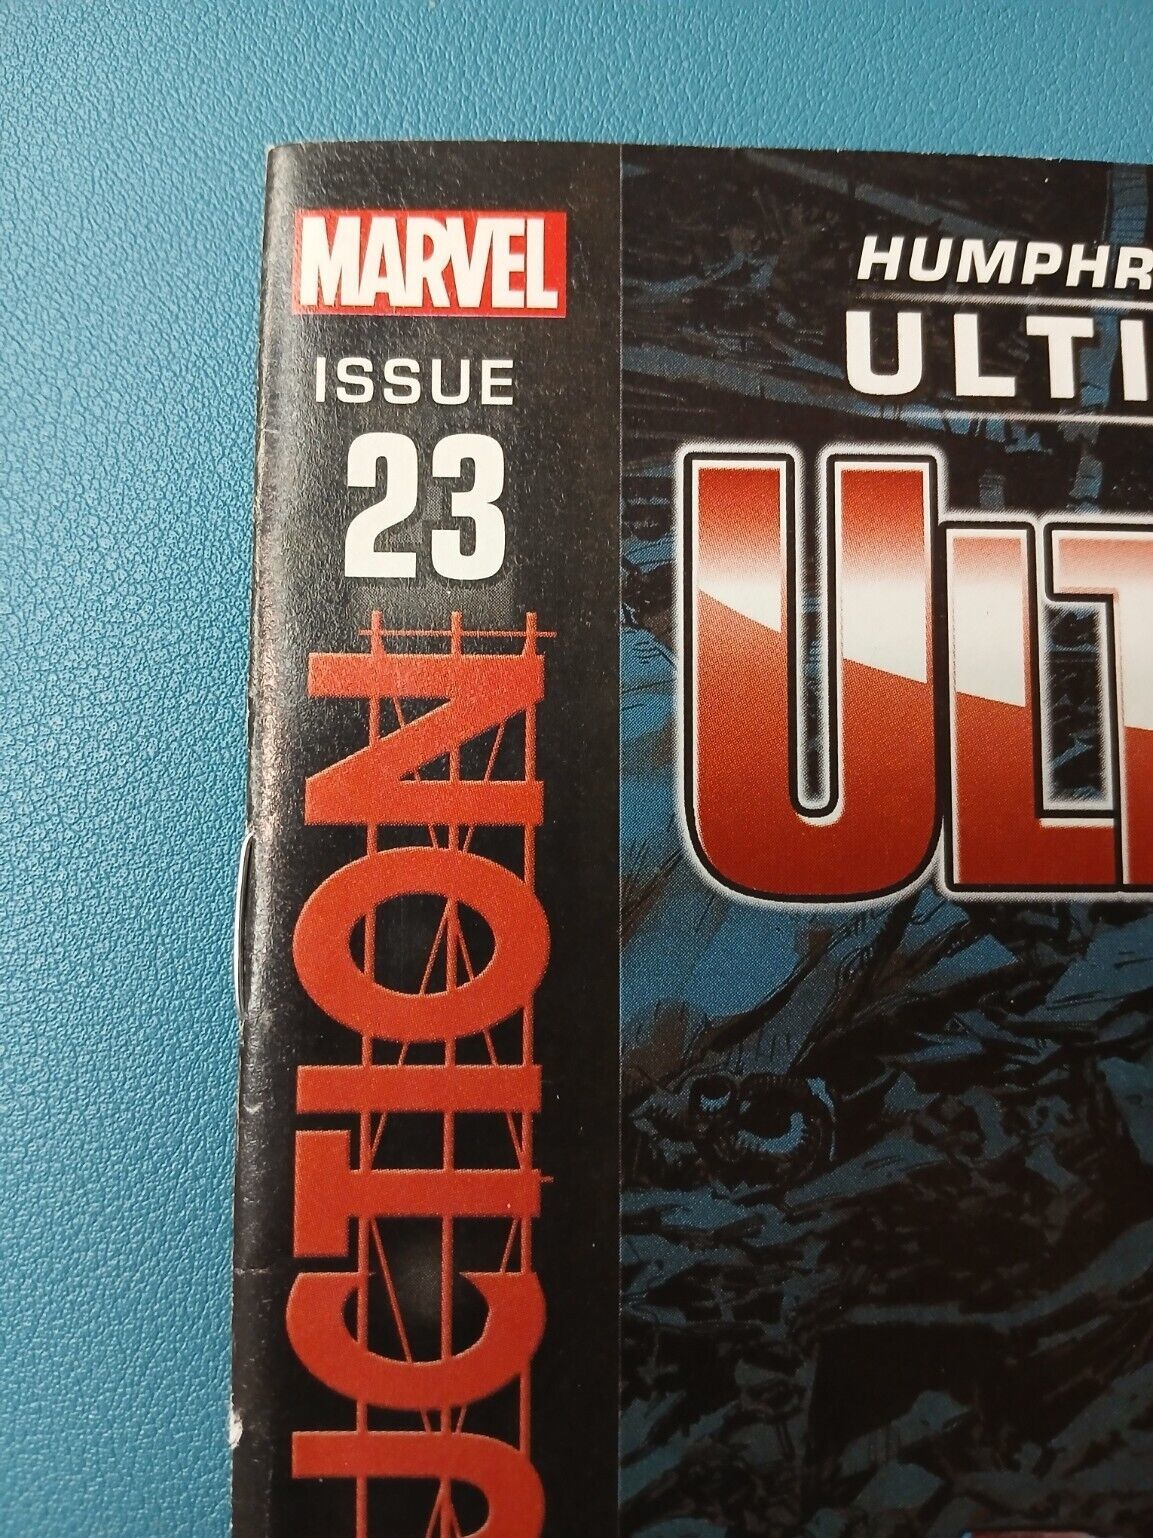 MARVEL
ISSUE
23
UCTION
HUMPHR
ULTI
ULT